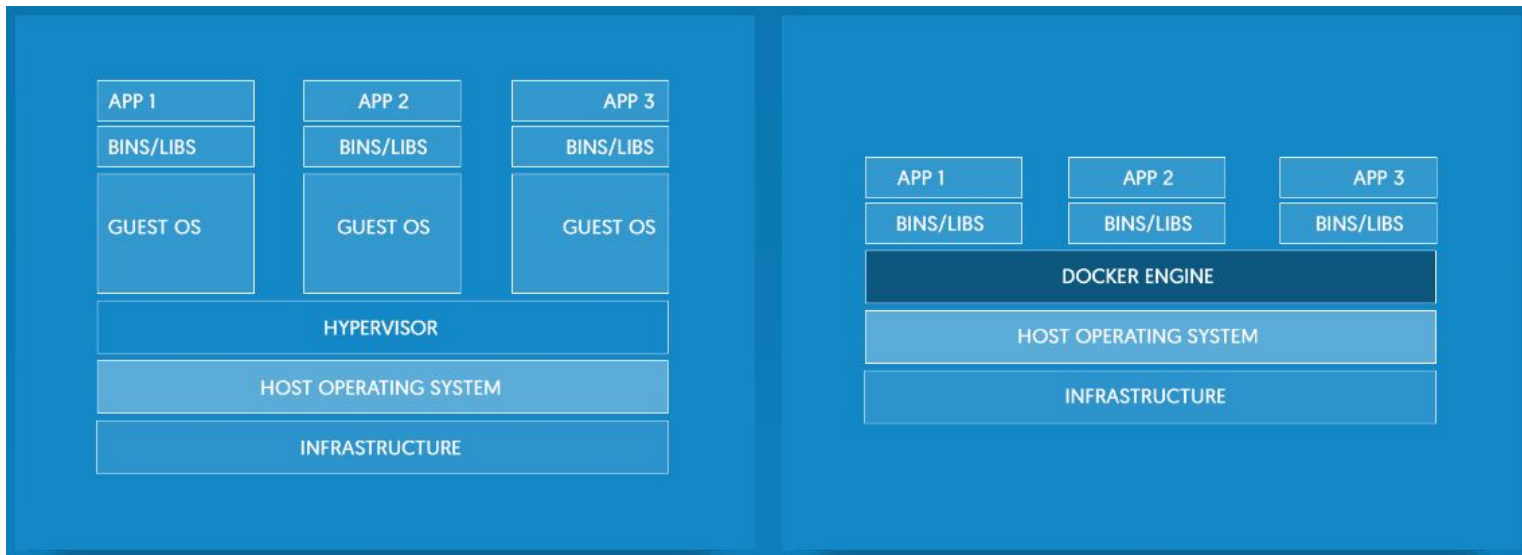 APP 1
APP 2
APP 3
BINS/LIBS
BINS/LIBS
BINS/LIBS
GUEST OS
GUEST OS
GUEST OS
HYPERVISOR
HOST OPERATING SYSTEM
INFRASTRUCTURE
APP 1
APP 2
APP 3
BINS/LIBS
BINS/LIBS
BINS/LIBS
DOCKER ENGINE
HOST OPERATING SYSTEM
INFRASTRUCTURE